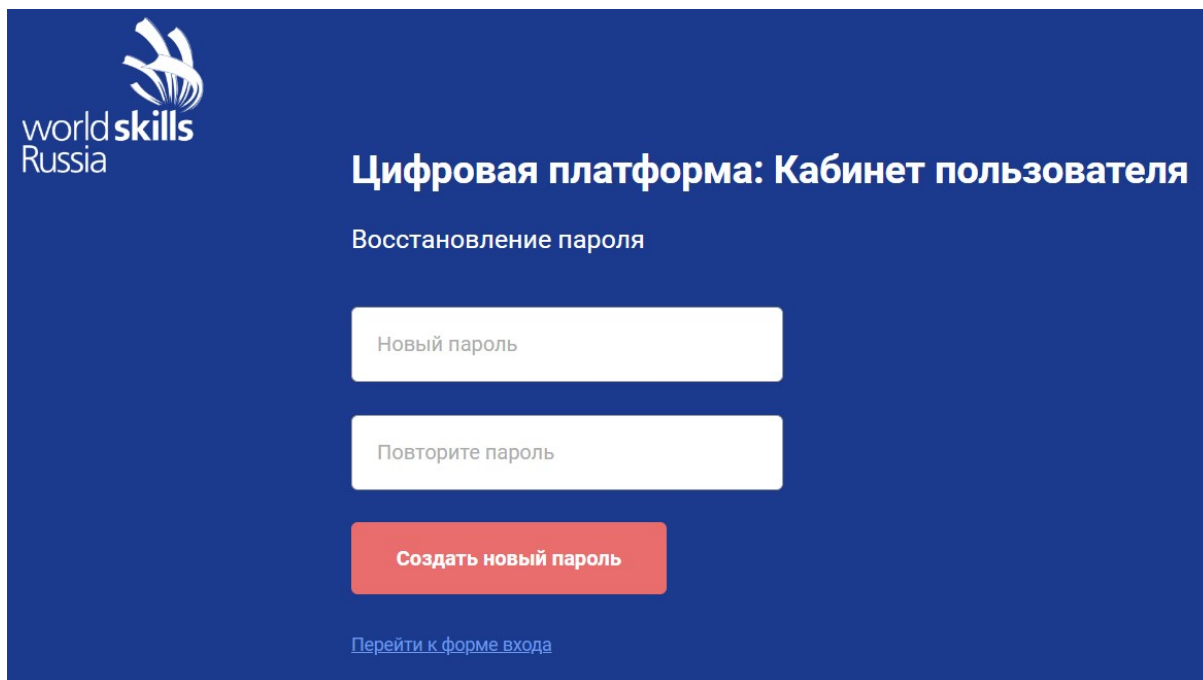 world skills
Russia
Цифровая платформа: Кабинет пользователя
Восстановление пароля
Новый пароль
Повторите пароль
Создать новый пароль
Перейти к форме входа